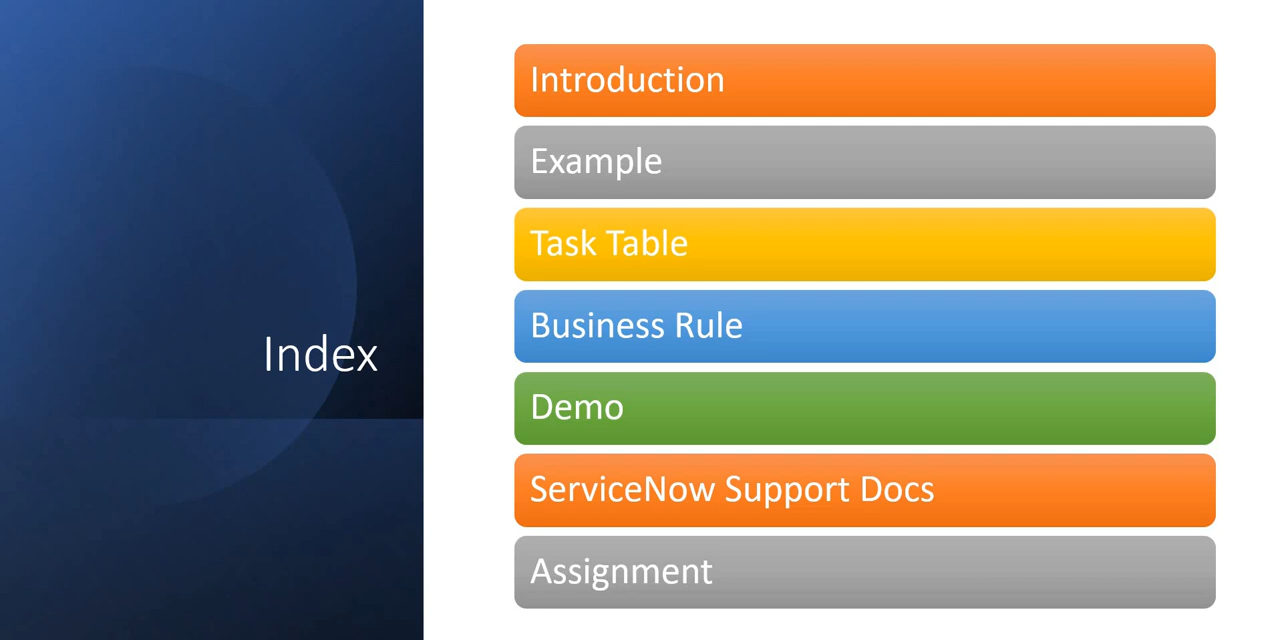 Index
Introduction
Example
Task Table
Business Rule
Demo
ServiceNow Support Docs
Assignment